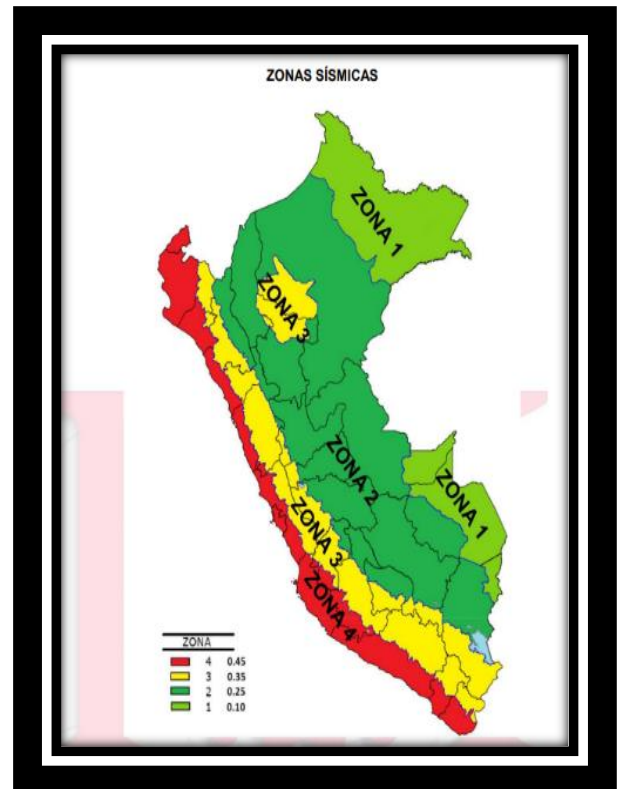 ZONAS SÍSMICAS
ZONA 1
ZONA 3
ZONA 2
ZONA 1
ZONA 3
ZONA 4
ZONA
4 0.45
3 0.35
2 0.25
1 0.10